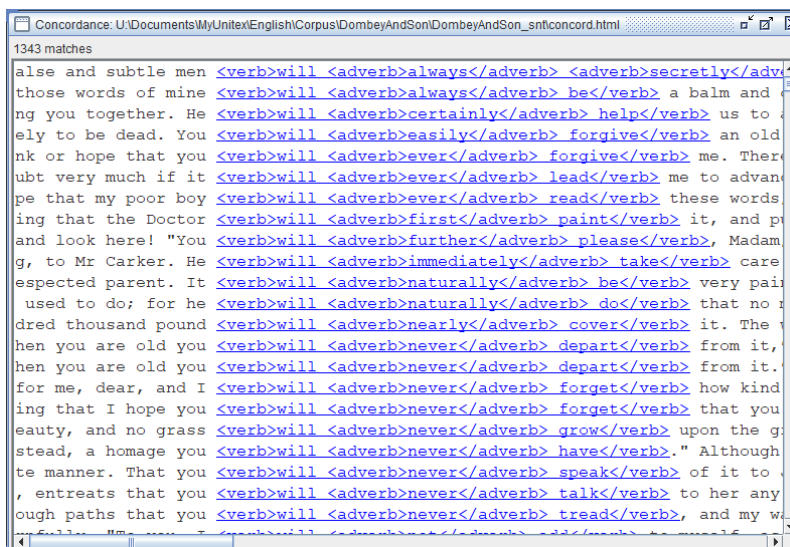 Concordance: U:\Documents\MyUnitex\English\Corpus\DombeyAndSon\DombeyAndSon_snt\concord.html
1343 matches
alse and subtle men <verb>will <adverb>always</adverb> <adverb>secretly</adve
those words of mine <verb>will <adverb>always</adverb> be</verb> a balm and
ng you together. He <verb>will <adverb>certainly</adverb> help</verb> us to
ely to be dead. You <verb>will <adverb>easily</adverb> forgive</verb> an old
nk or hope that you <verb>will <adverb>ever</adverb> forgive</verb> me. There
ubt very much if it <verb>will <adverb>ever</adverb> lead</verb> me to advan
pe that my poor boy <verb>will <adverb>ever</adverb> read</verb> these words,
ing that the Doctor <verb>will <adverb>first</adverb> paint</verb> it, and pu
and look here! "You <verb>will <adverb>further</adverb> please</verb>, Madam,
g, to Mr Carker. He <verb>will <adverb>immediately</adverb> take</verb> care
espected parent. It <verb>will <adverb>naturally</adverb> be</verb> very pai
used to do; for he <verb>will <adverb>naturally</adverb> do</verb> that no
dred thousand pound <verb>will <adverb>nearly</adverb> cover</verb> it. The
hen you are old you <verb>will <adverb>never</adverb> depart</verb> from it,
hen you are old you <verb>will <adverb>never</adverb> depart</verb> from it.
for me, dear, and I <verb>will <adverb>never</adverb> forget</verb> how kind
ing that I hope you <verb>will <adverb>never</adverb> forget</verb> that you
eauty, and no grass <verb>will <adverb>never</adverb> grow</verb> upon the
stead, a homage you <verb>will <adverb>never</adverb> have</verb>." Although
te manner. That you <verb>will <adverb>never</adverb> speak</verb> of it to
, entreats that you <verb>will <adverb>never</adverb> talk</verb> to her any
ough paths that you <verb>will <adverb>never</adverb> tread</verb>, and my wa